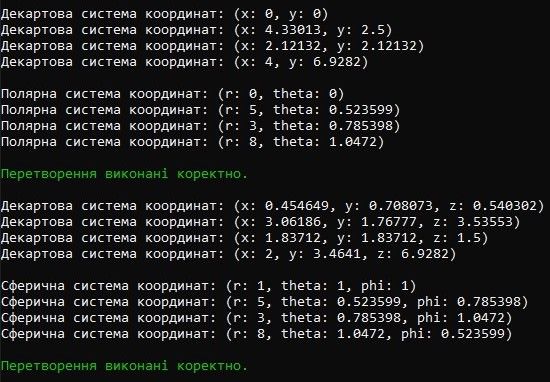 Декартова система координат: (x: 0, y: 0)
Декартова система координат: (x: 4.33013, y: 2.5)
Декартова система координат: (x: 2.12132, y: 2.12132)
Декартова система координат: (x: 4, y: 6.9282)
Полярна система координат: (r: 0, theta: 0)
Полярна система координат: (r: 5, theta: 0.523599)
Полярна система координат: (r: 3, theta: 0.785398)
Полярна система координат: (r: 8, theta: 1.0472)
Перетворення виконані коректно.
Декартова система координат: (x: 0.454649, y: 0.708073, z: 0.540302)
Декартова система координат: (x: 3.06186, y: 1.76777, z: 3.53553)
Декартова система координат: (x: 1.83712, y: 1.83712, z: 1.5)
Декартова система координат: (x: 2, y: 3.4641, z: 6.9282)
Сферична система координат: (r: 1, theta: 1, phi: 1)
Сферична система координат: (r: 5, theta: 0.523599, phi: 0.785398)
Сферична система координат: (r: 3, theta: 0.785398, phi: 1.0472)
Сферична система координат: (r: 8, theta: 1.0472, phi: 0.523599)
Перетворення виконані коректно.